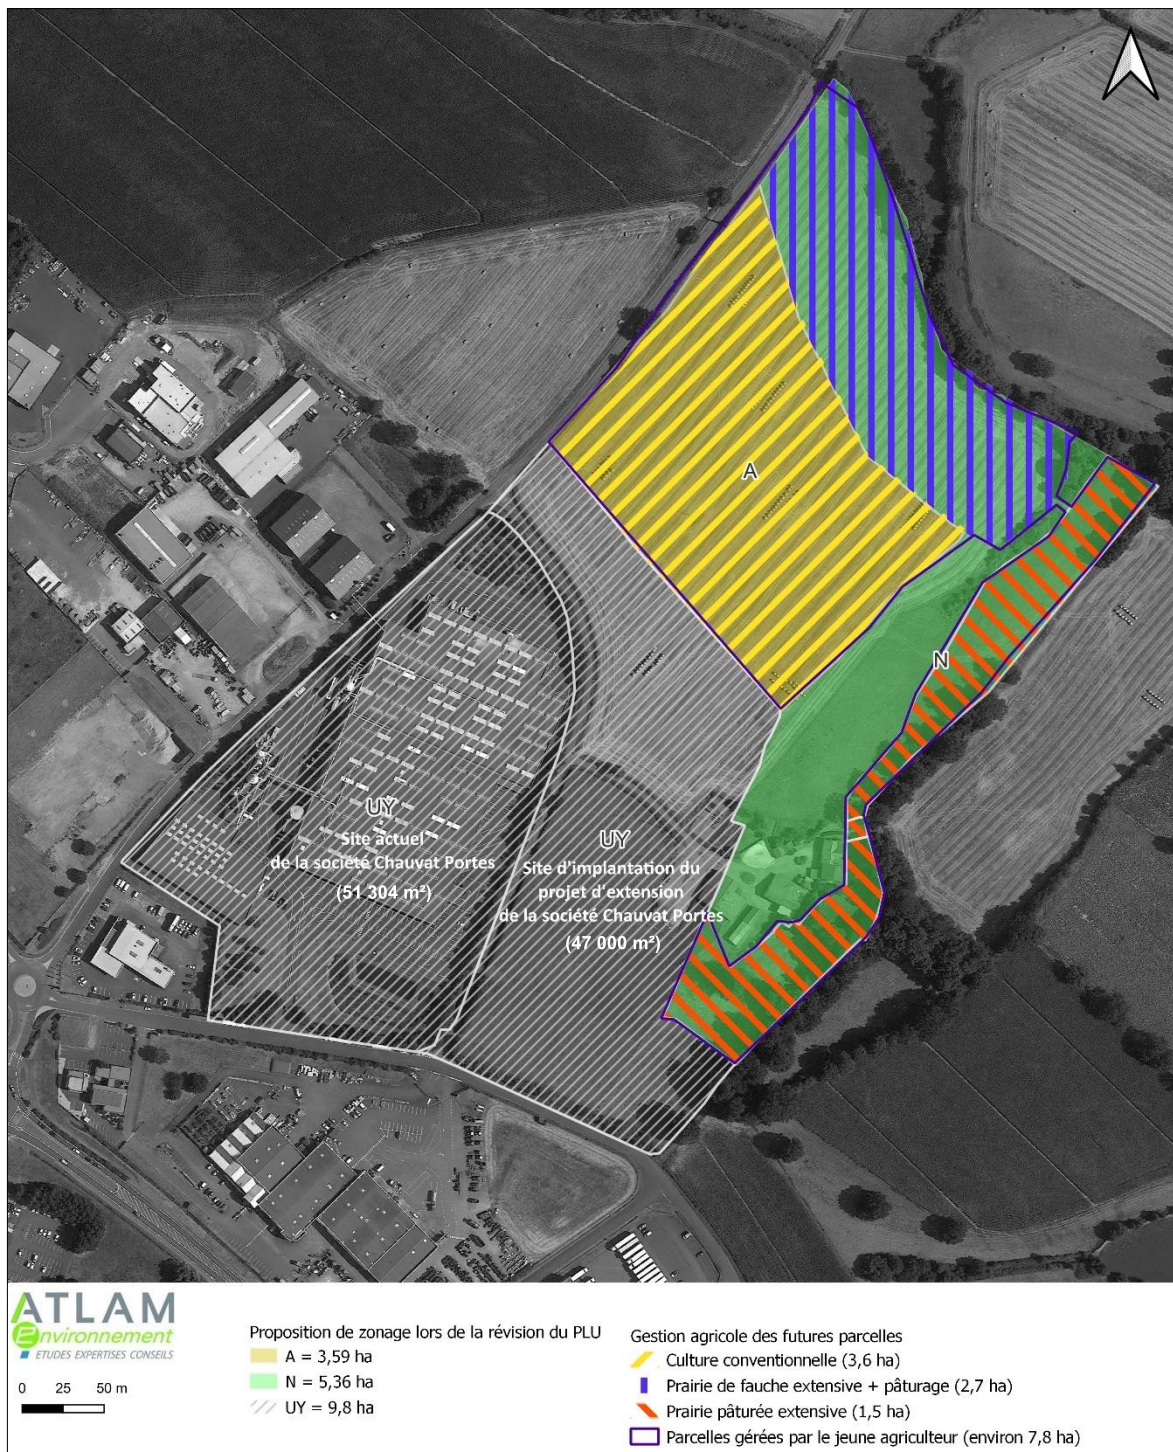 A
N
UY
Site actuel
de la société Chauvat Portes
(51 304 m²)
UY
Site d'implantation du
projet d'extension
de la société Chauvat Portes
(47 000 m²)
ATLAM
environnement
ETUDES EXPERTISES CONSEILS
0 25 50 m
Proposition de zonage lors de la révision du PLU
A = 3,59 ha
N = 5,36 ha
UY = 9,8 ha
Gestion agricole des futures parcelles
Culture conventionnelle (3,6 ha)
Prairie de fauche extensive + pâturage (2,7 ha)
Prairie pâturée extensive (1,5 ha)
Parcelles gérées par le jeune agriculteur (environ 7,8 ha)